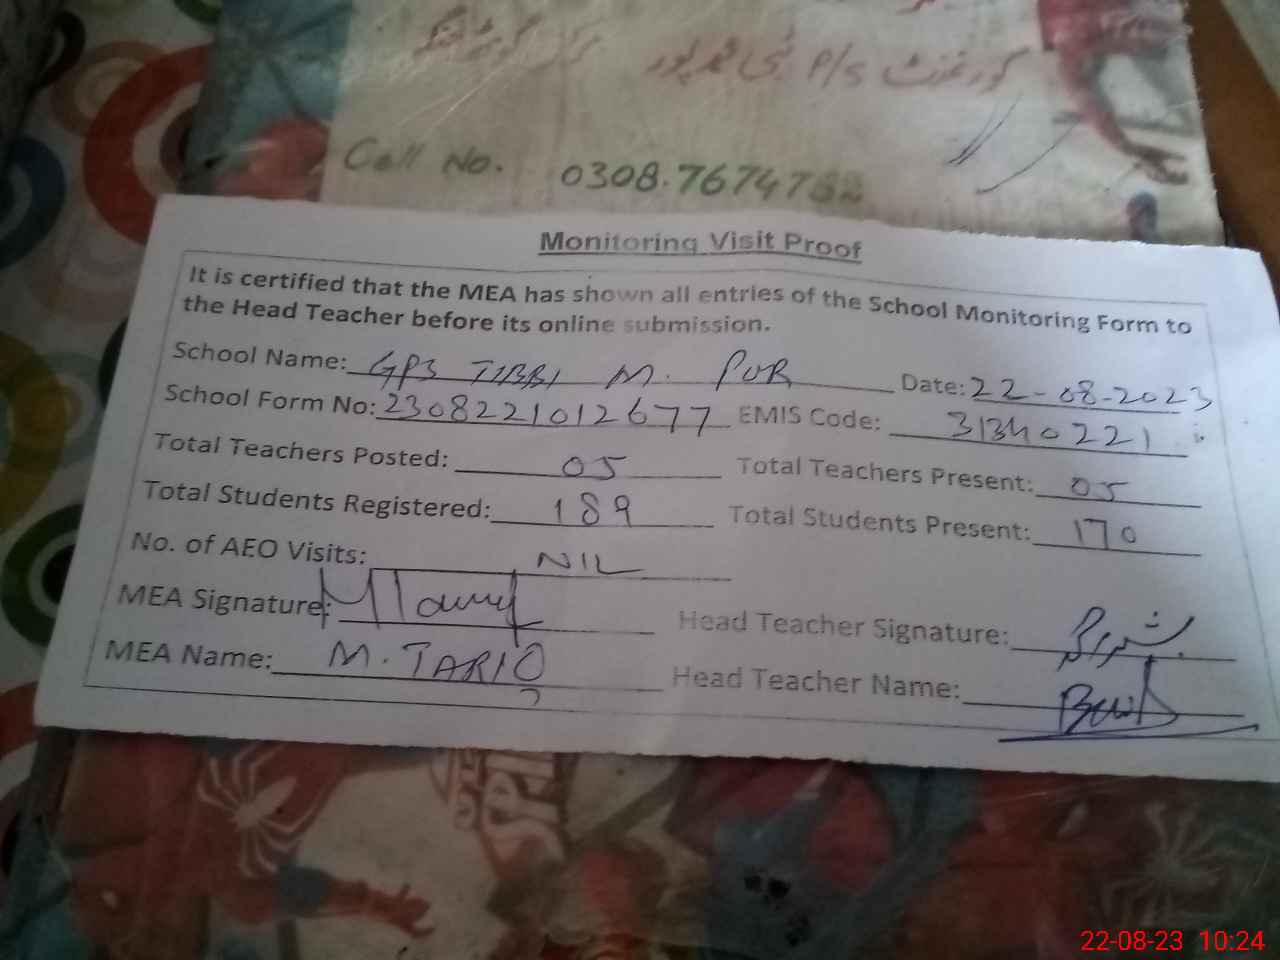 گورنمنٹ P/S ٹبی محمد پور
Cell No. 0308.7674782
Monitoring Visit Proof
It is certified that the MEA has shown all entries of the School Monitoring Form to
the Head Teacher before its online submission.
School Name: GPS TIBBI M. PUR Date: 22-08-2023
School Form No: 2308221012677 EMIS Code: 31340221
Total Teachers Posted: 05 Total Teachers Present: 05
Total Students Registered: 189 Total Students Present: 170
No. of AEO Visits: NIL
MEA Signature: Head Teacher Signature:
MEA Name: M. TARIQ Head Teacher Name:
22-08-23 10:24